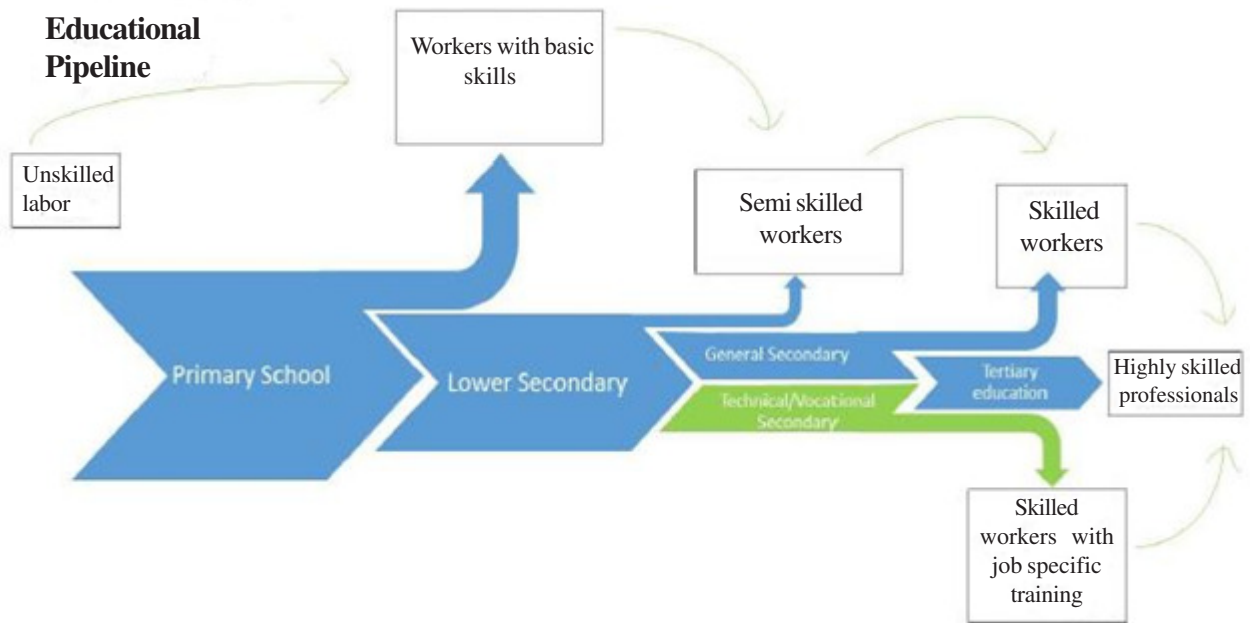 Educational
Pipeline
Workers with basic
skills
Unskilled
labor
Semi skilled
workers
Skilled
workers
Primary School
Lower Secondary
General Secondary
Technical/Vocational
Secondary
Tertiary
education
Highly skilled
professionals
Skilled
workers with
job specific
training